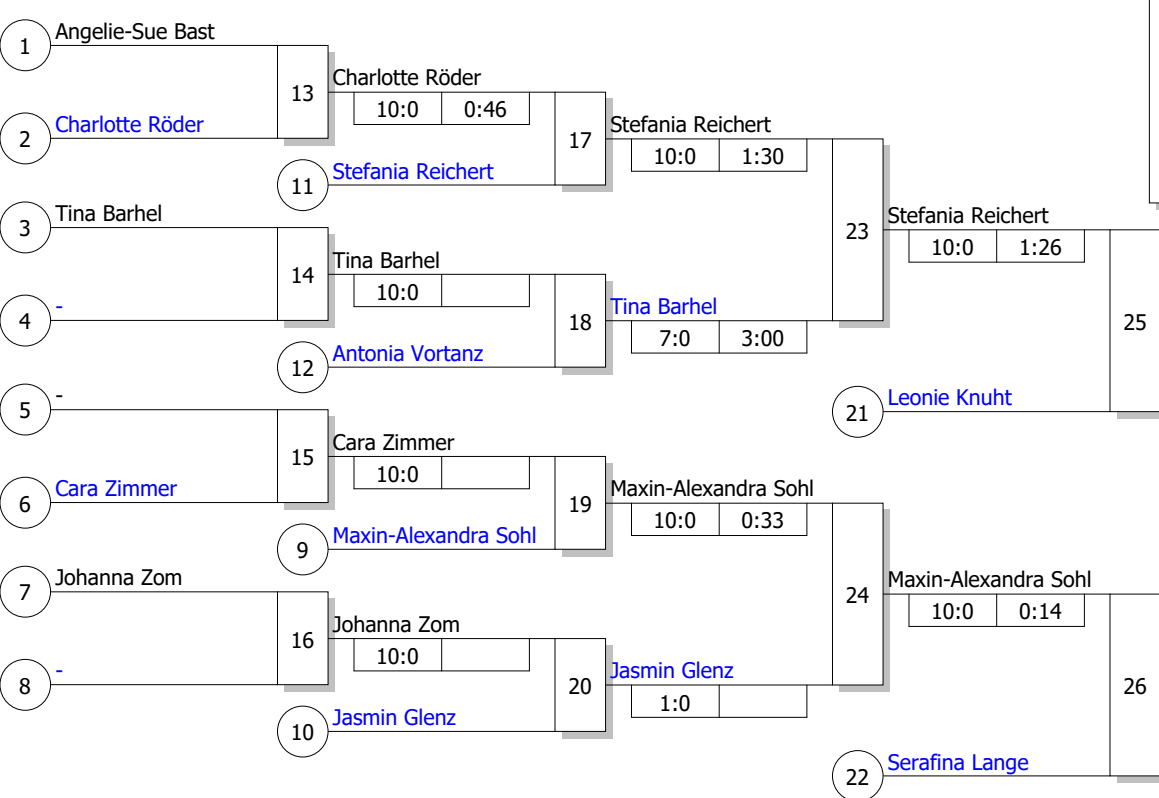 1 Angelie-Sue Bast
13 Charlotte Röder
10:0 0:46
2 Charlotte Röder
17 Stefania Reichert
10:0 1:30
11 Stefania Reichert
3 Tina Barhel
23 Stefania Reichert
10:0 1:26
14 Tina Barhel
10:0
4 -
18 Tina Barhel
7:0 3:00
25
12 Antonia Vortanz
5 -
21 Leonie Knuht
15 Cara Zimmer
10:0
6 Cara Zimmer
19 Maxin-Alexandra Sohl
10:0 0:33
9 Maxin-Alexandra Sohl
7 Johanna Zom
24 Maxin-Alexandra Sohl
10:0 0:14
16 Johanna Zom
10:0
8 -
20 Jasmin Glenz
1:0
26
10 Jasmin Glenz
22 Serafina Lange